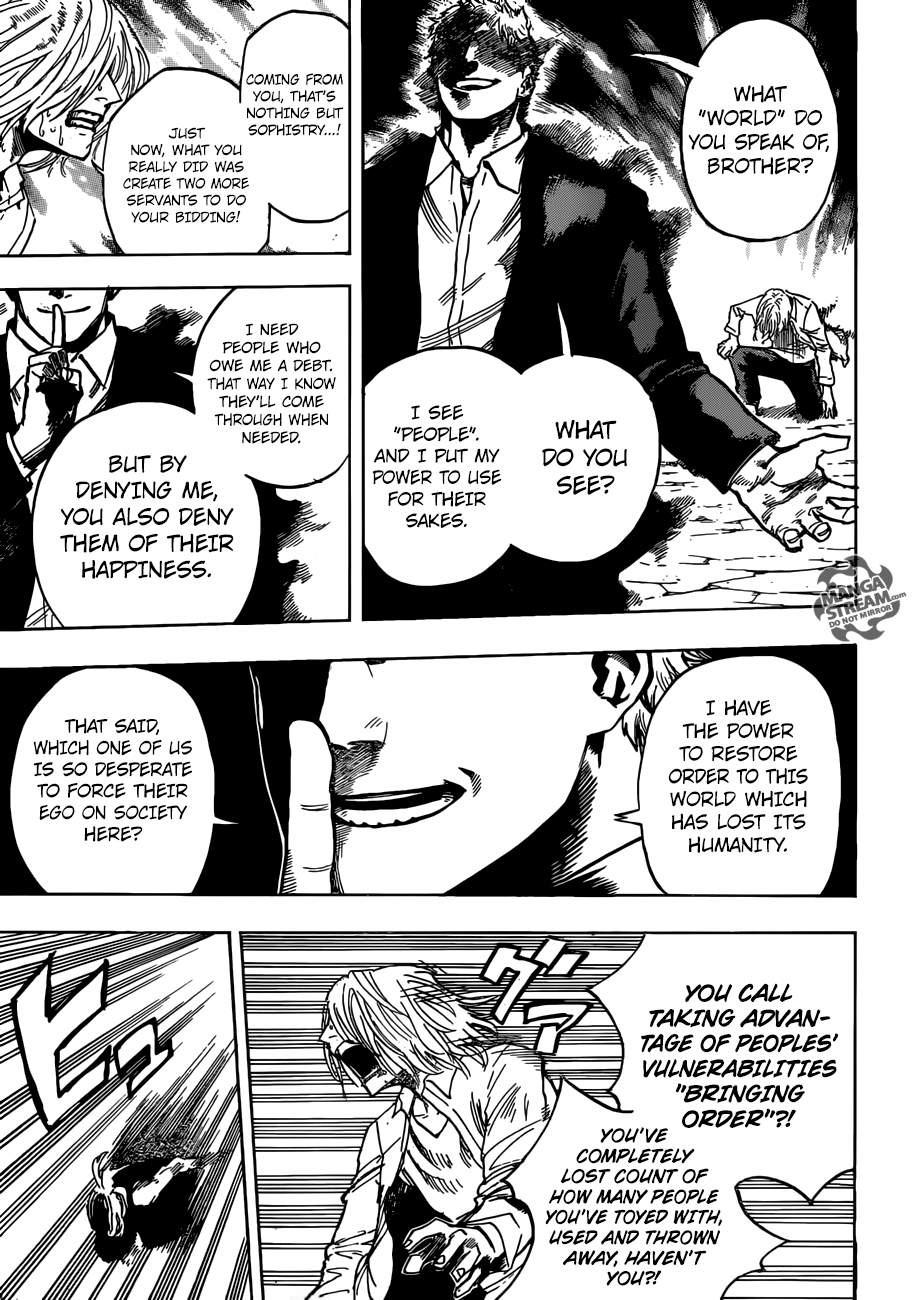 WHAT
"WORLD" DO
YOU SPEAK OF,
BROTHER?
WHAT
DO YOU
SEE?
I SEE
"PEOPLE".
AND I PUT MY
POWER TO USE
FOR THEIR
SAKES.
COMING FROM
YOU, THAT'S
NOTHING BUT
SOPHISTRY...!
JUST
NOW, WHAT YOU
REALLY DID WAS
CREATE TWO MORE
SERVANTS TO DO
YOUR BIDDING!
I NEED
PEOPLE WHO
OWE ME A DEBT.
THAT WAY I KNOW
THEY'LL COME
THROUGH WHEN
NEEDED.
BUT BY
DENYING ME,
YOU ALSO DENY
THEM OF THEIR
HAPPINESS.
MANGA
STREAM.com
DO NOT MIRROR
I HAVE
THE POWER
TO RESTORE
ORDER TO THIS
WORLD WHICH
HAS LOST ITS
HUMANITY.
THAT SAID,
WHICH ONE OF US
IS SO DESPERATE
TO FORCE THEIR
EGO ON SOCIETY
HERE?
YOU CALL
TAKING ADVAN-
TAGE OF PEOPLES'
VULNERABILITIES
"BRINGING
ORDER"?!
YOU'VE
COMPLETELY
LOST COUNT OF
HOW MANY PEOPLE
YOU'VE TOYED WITH,
USED AND THROWN
AWAY, HAVEN'T
YOU?!
グァ
ヒュ